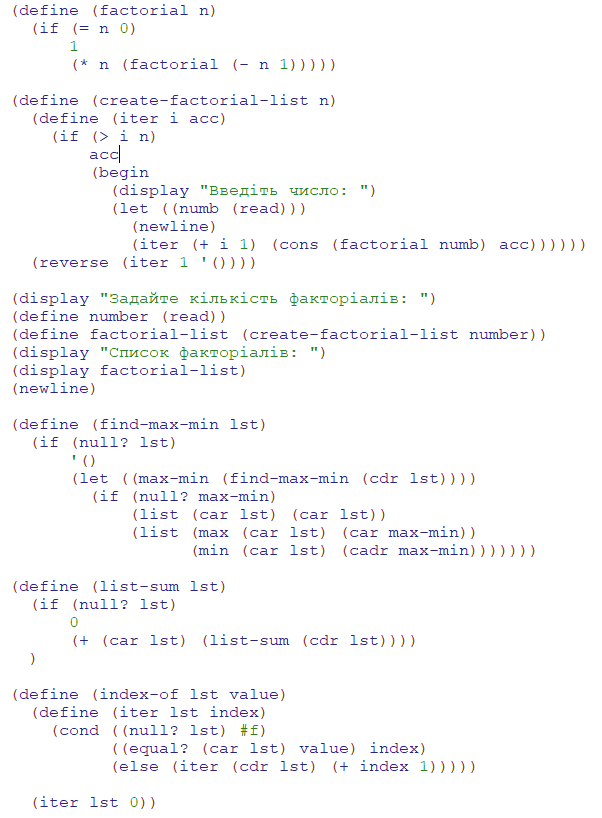 (define (factorial n)
  (if (= n 0)
      1
      (* n (factorial (- n 1)))))

(define (create-factorial-list n)
  (define (iter i acc)
    (if (> i n)
        acc
        (begin
          (display "Введіть число: ")
          (let ((numb (read)))
            (newline)
            (iter (+ i 1) (cons (factorial numb) acc))))))
  (reverse (iter 1 '())))

(display "Задайте кількість факторіалів: ")
(define number (read))
(define factorial-list (create-factorial-list number))
(display "Список факторіалів: ")
(display factorial-list)
(newline)

(define (find-max-min lst)
  (if (null? lst)
      '()
      (let ((max-min (find-max-min (cdr lst))))
        (if (null? max-min)
            (list (car lst) (car lst))
            (list (max (car lst) (car max-min))
                  (min (car lst) (cadr max-min)))))))

(define (list-sum lst)
  (if (null? lst)
      0
      (+ (car lst) (list-sum (cdr lst))))
  )

(define (index-of lst value)
  (define (iter lst index)
    (cond ((null? lst) #f)
          ((equal? (car lst) value) index)
          (else (iter (cdr lst) (+ index 1)))))

  (iter lst 0))